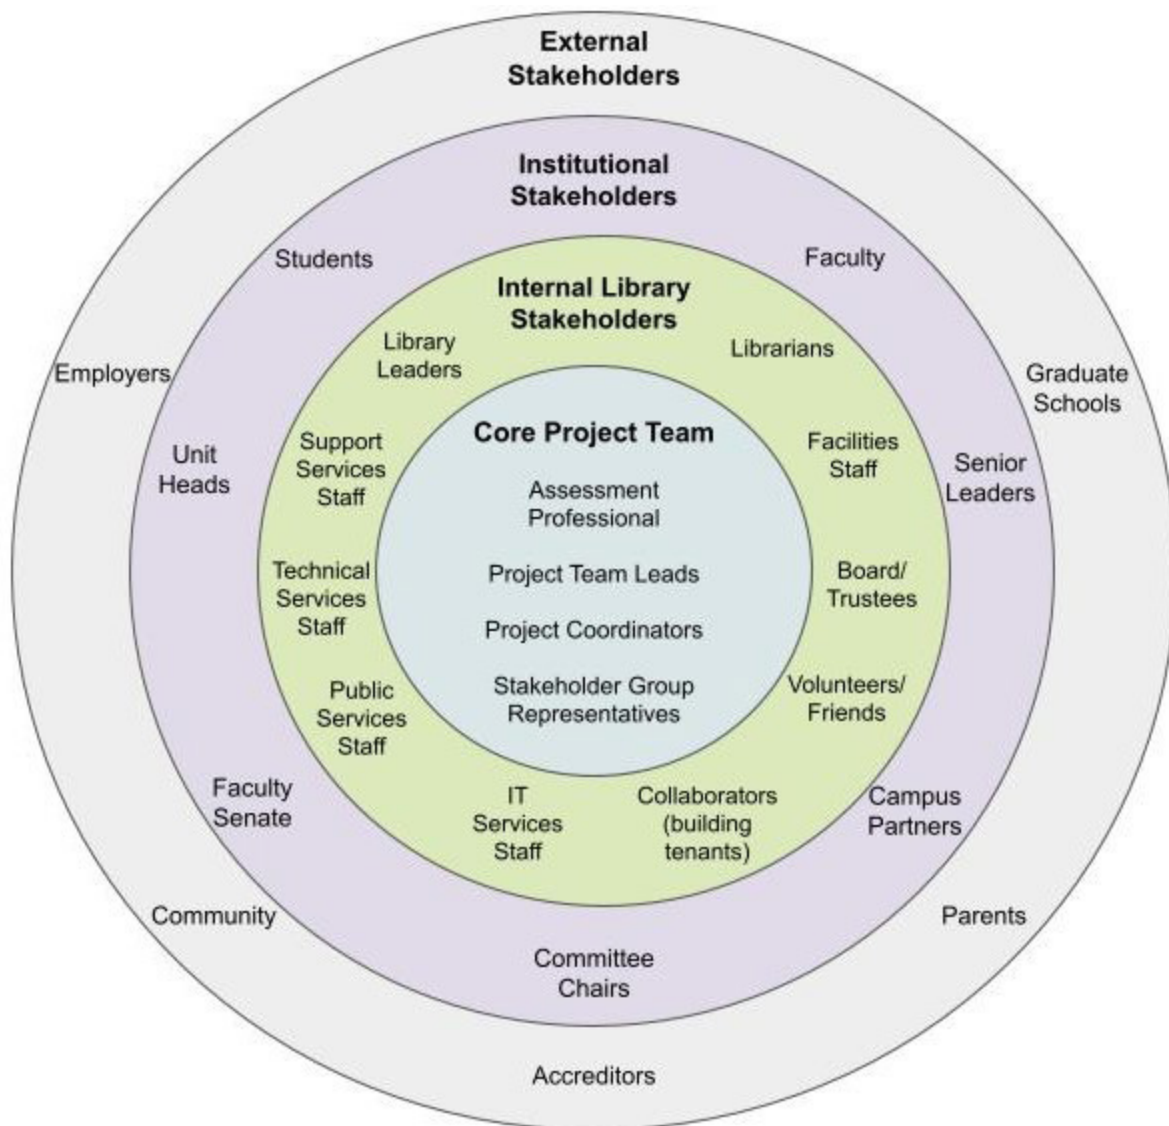 External
Stakeholders
Institutional
Stakeholders
Students
Faculty
Internal Library
Stakeholders
Library
Leaders
Librarians
Employers
Graduate
Schools
Core Project Team
Unit
Heads
Support
Services
Staff
Facilities
Staff
Senior
Leaders
Assessment
Professional
Technical
Services
Staff
Project Team Leads
Board/
Trustees
Project Coordinators
Public
Services
Staff
Stakeholder Group
Representatives
Volunteers/
Friends
Faculty
Senate
IT
Services
Staff
Collaborators
(building
tenants)
Campus
Partners
Community
Parents
Committee
Chairs
Accreditors